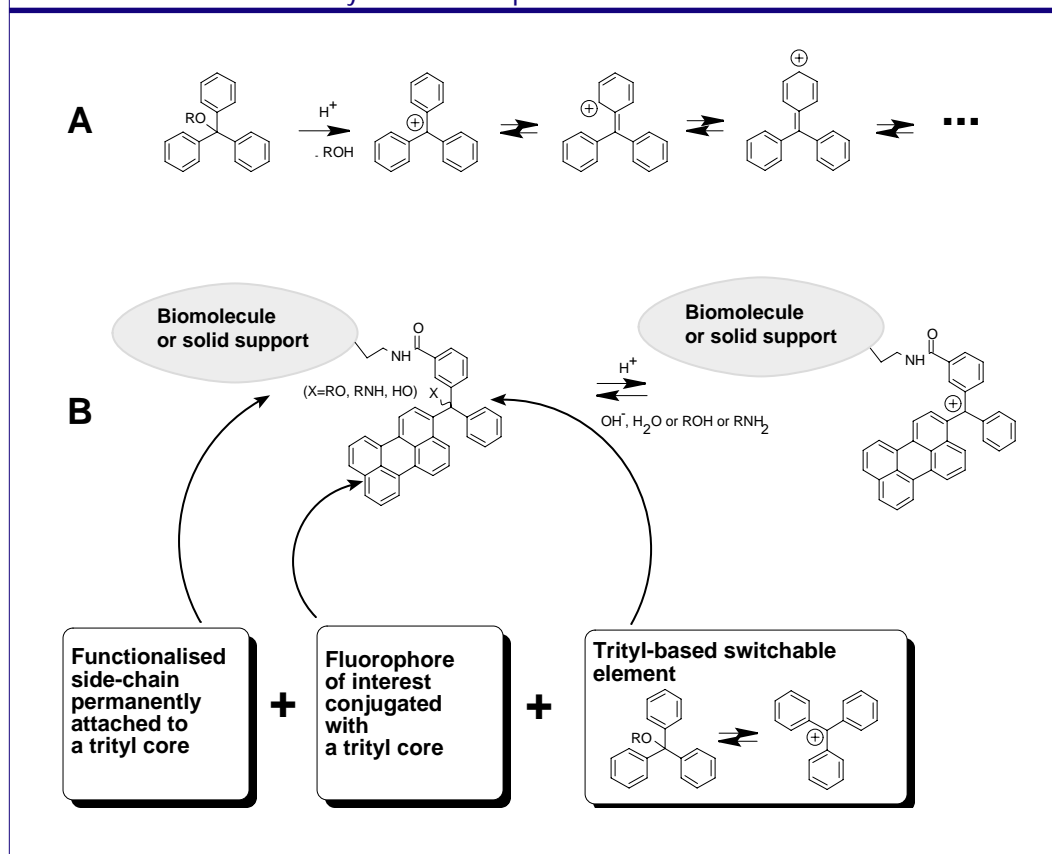 A
RO
H+
- ROH
...
Biomolecule
or solid support
O
NH
(X=RO, RNH, HO)
X
B
H+
OH-, H2O or ROH or RNH2
Biomolecule
or solid support
O
NH
Functionalised
side-chain
permanently
attached to
a trityl core
+
Fluorophore
of interest
conjugated
with
a trityl core
+
Trityl-based switchable
element
RO